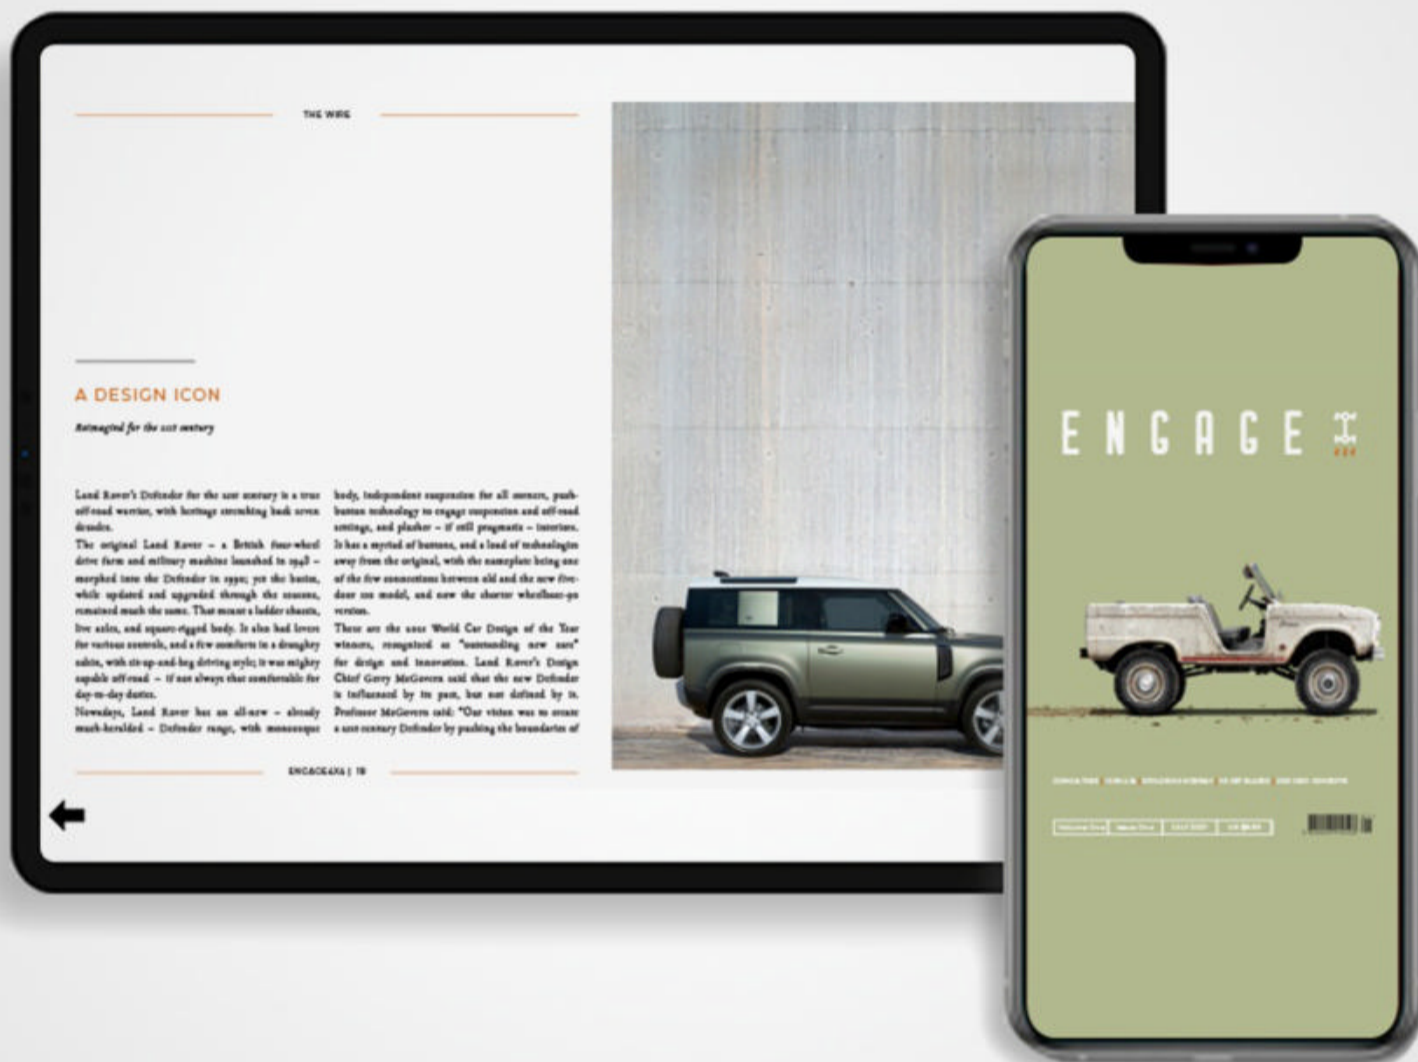 THE WIRE
A DESIGN ICON
Reimagined for the 21st century
Land Rover's Defender for the 21st century is a true
off-road warrior, with heritage stretching back seven
decades.
The original Land Rover – a British four-wheel
drive farm and military machine launched in 1948 –
morphed into the Defender in 1990; yet the basics,
while updated and upgraded through the seasons,
remained much the same. That meant a ladder chassis,
live axles, and square-rigged body. It also had levers
for various controls, and a few comforts in a draughty
cabin, with sit-up-and-beg driving style; it was mighty
capable off-road – if not always that comfortable for
day-to-day duties.
Nowadays, Land Rover has an all-new – already
much-heralded – Defender range, with monocoque
body, independent suspension for all corners, push-
button technology to engage suspension and off-road
settings, and plusher – if still pragmatic – interiors.
It has a myriad of buttons, and a load of technologies
away from the original, with the nameplate being one
of the few connections between old and the new five-
door 110 model, and now the shorter wheelbase 90
version.
These are the 2021 World Car Design of the Year
winners, recognised as "outstanding new cars"
for design and innovation. Land Rover's Design
Chief Gerry McGovern said that the new Defender
is influenced by its past, but not defined by it.
Professor McGovern said: "Our vision was to create
a 21st century Defender by pushing the boundaries of
ENGAGE4X4 | 19
ENGAGE
4X4
Volume One Issue One